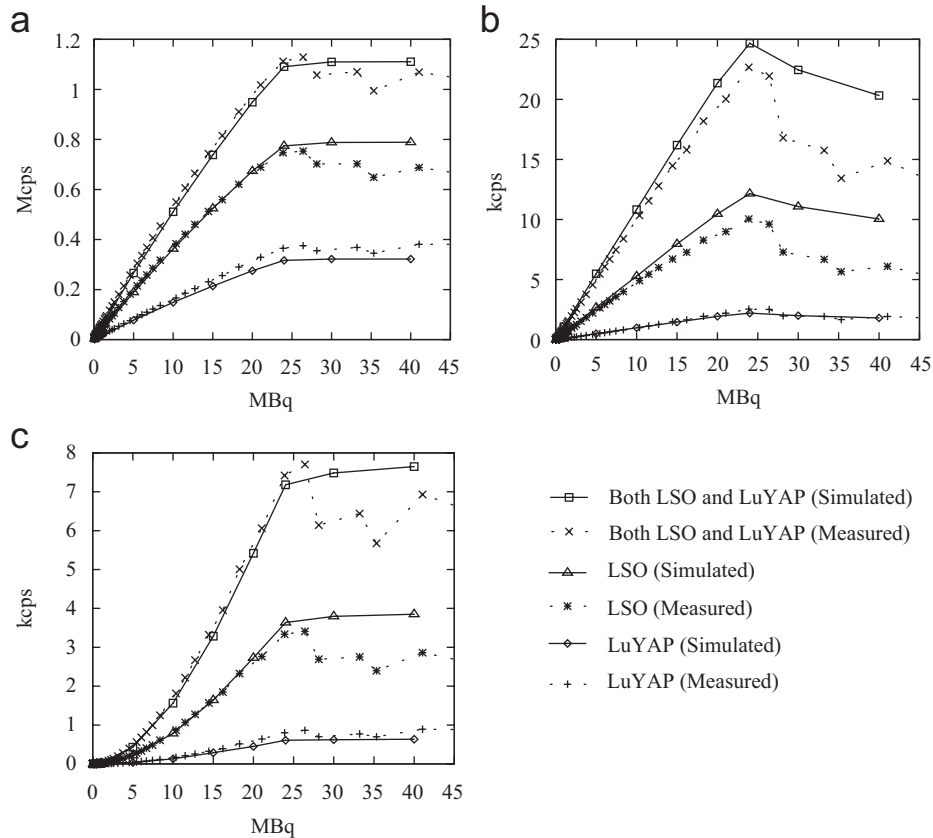 a
1.2
1
0.8
0.6
0.4
0.2
0
Mcps
0 5 10 15 20 25 30 35 40 45
MBq
b
25
20
15
10
5
0
kcps
0 5 10 15 20 25 30 35 40 45
MBq
c
8
7
6
5
4
3
2
1
0
kcps
0 5 10 15 20 25 30 35 40 45
MBq
Both LSO and LuYAP (Simulated)
Both LSO and LuYAP (Measured)
LSO (Simulated)
LSO (Measured)
LuYAP (Simulated)
LuYAP (Measured)